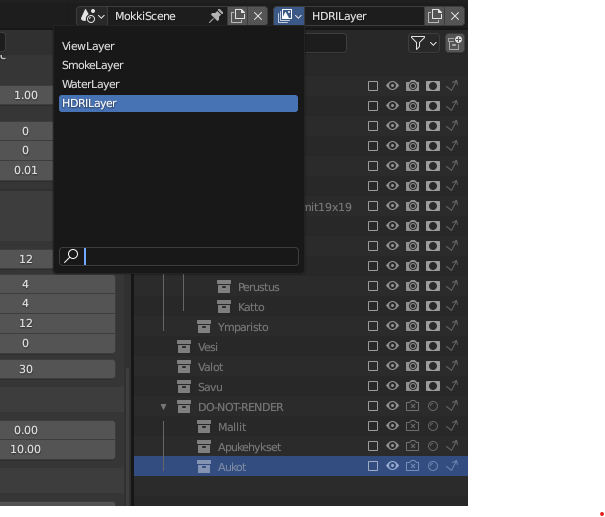 MokkiScene
HDRILayer
ViewLayer
SmokeLayer
WaterLayer
HDRILayer
1.00
0
0
0.01
mit19x19
12
4
Perustus
4
Katto
12
Ymparisto
0
Vesi
30
Valot
Savu
DO-NOT-RENDER
0.00
Mallit
10.00
Apukehykset
Aukot